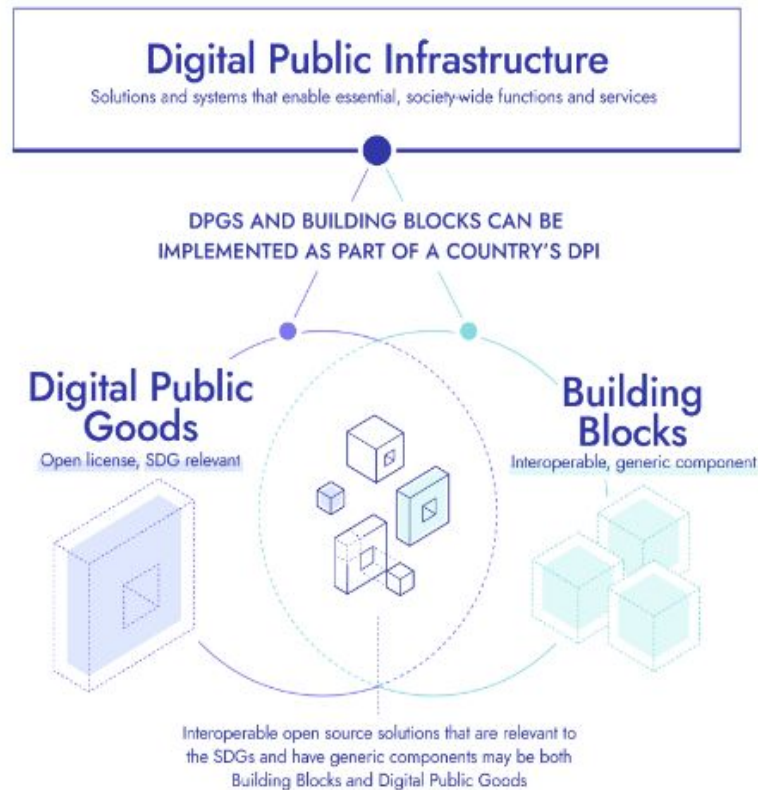 Digital Public Infrastructure
Solutions and systems that enable essential, society-wide functions and services
DPGS AND BUILDING BLOCKS CAN BE
IMPLEMENTED AS PART OF A COUNTRY'S DPI
Digital Public
Goods
Open license, SDG relevant
Building
Blocks
Interoperable, generic component
Interoperable open source solutions that are relevant to
the SDGs and have generic components may be both
Building Blocks and Digital Public Goods